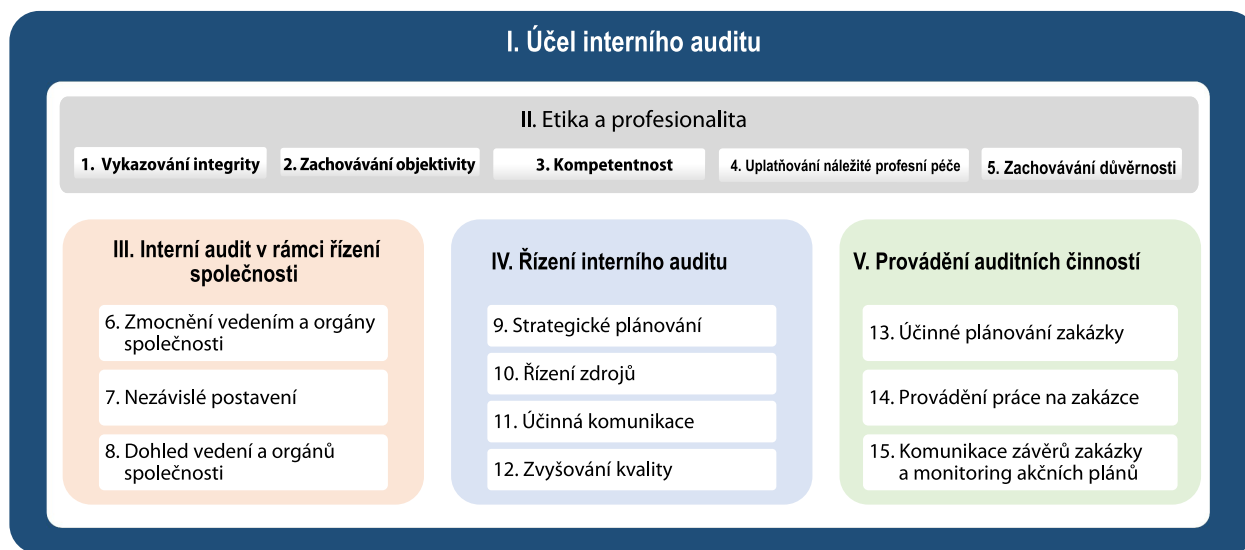 I. Účel interního auditu
II. Etika a profesionalita
1. Vykazování integrity
2. Zachovávání objektivity
3. Kompetentnost
4. Uplatňování náležité profesní péče
5. Zachovávání důvěrnosti
III. Interní audit v rámci řízení
společnosti
6. Zmocnění vedením a orgány
společnosti
7. Nezávislé postavení
8. Dohled vedení a orgánů
společnosti
IV. Řízení interního auditu
9. Strategické plánování
10. Řízení zdrojů
11. Účinná komunikace
12. Zvyšování kvality
V. Provádění auditních činností
13. Účinné plánování zakázky
14. Provádění práce na zakázce
15. Komunikace závěrů zakázky
a monitoring akčních plánů